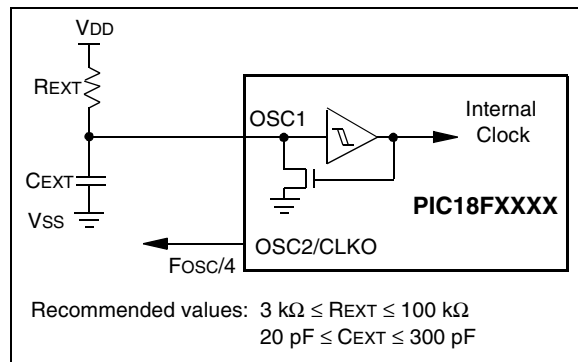 VDD
REXT
OSC1
Internal
Clock
CEXT
PIC18FXXXX
VSS
OSC2/CLKO
FOSC/4
Recommended values: 3 kΩ ≤ REXT ≤ 100 kΩ
20 pF ≤ CEXT ≤ 300 pF